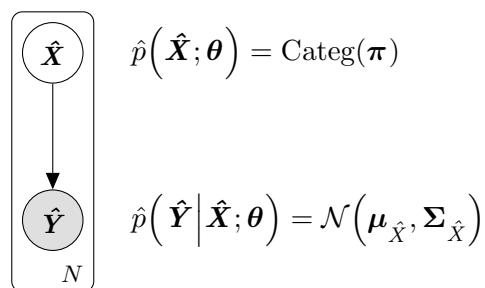 X̂ p̂(X̂; θ) = Categ(π)
Ŷ p̂(Ŷ|X̂; θ) = 𝒩(μ_X̂, Σ_X̂)
N